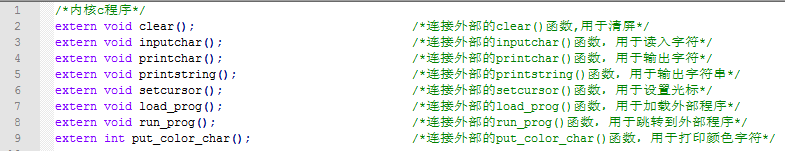 1 /*内核c程序*/
2 extern void clear(); /*连接外部的clear()函数,用于清屏*/
3 extern void inputchar(); /*连接外部的inputchar()函数，用于读入字符*/
4 extern void printchar(); /*连接外部的printchar()函数，用于输出字符*/
5 extern void printstring(); /*连接外部的printstring()函数，用于输出字符串*/
6 extern void setcursor(); /*连接外部的setcursor()函数，用于设置光标*/
7 extern void load_prog(); /*连接外部的load_prog()函数，用于加载外部程序*/
8 extern void run_prog(); /*连接外部的run_prog()函数，用于跳转到外部程序*/
9 extern int put_color_char(); /*连接外部的put_color_char()函数，用于打印颜色字符*/